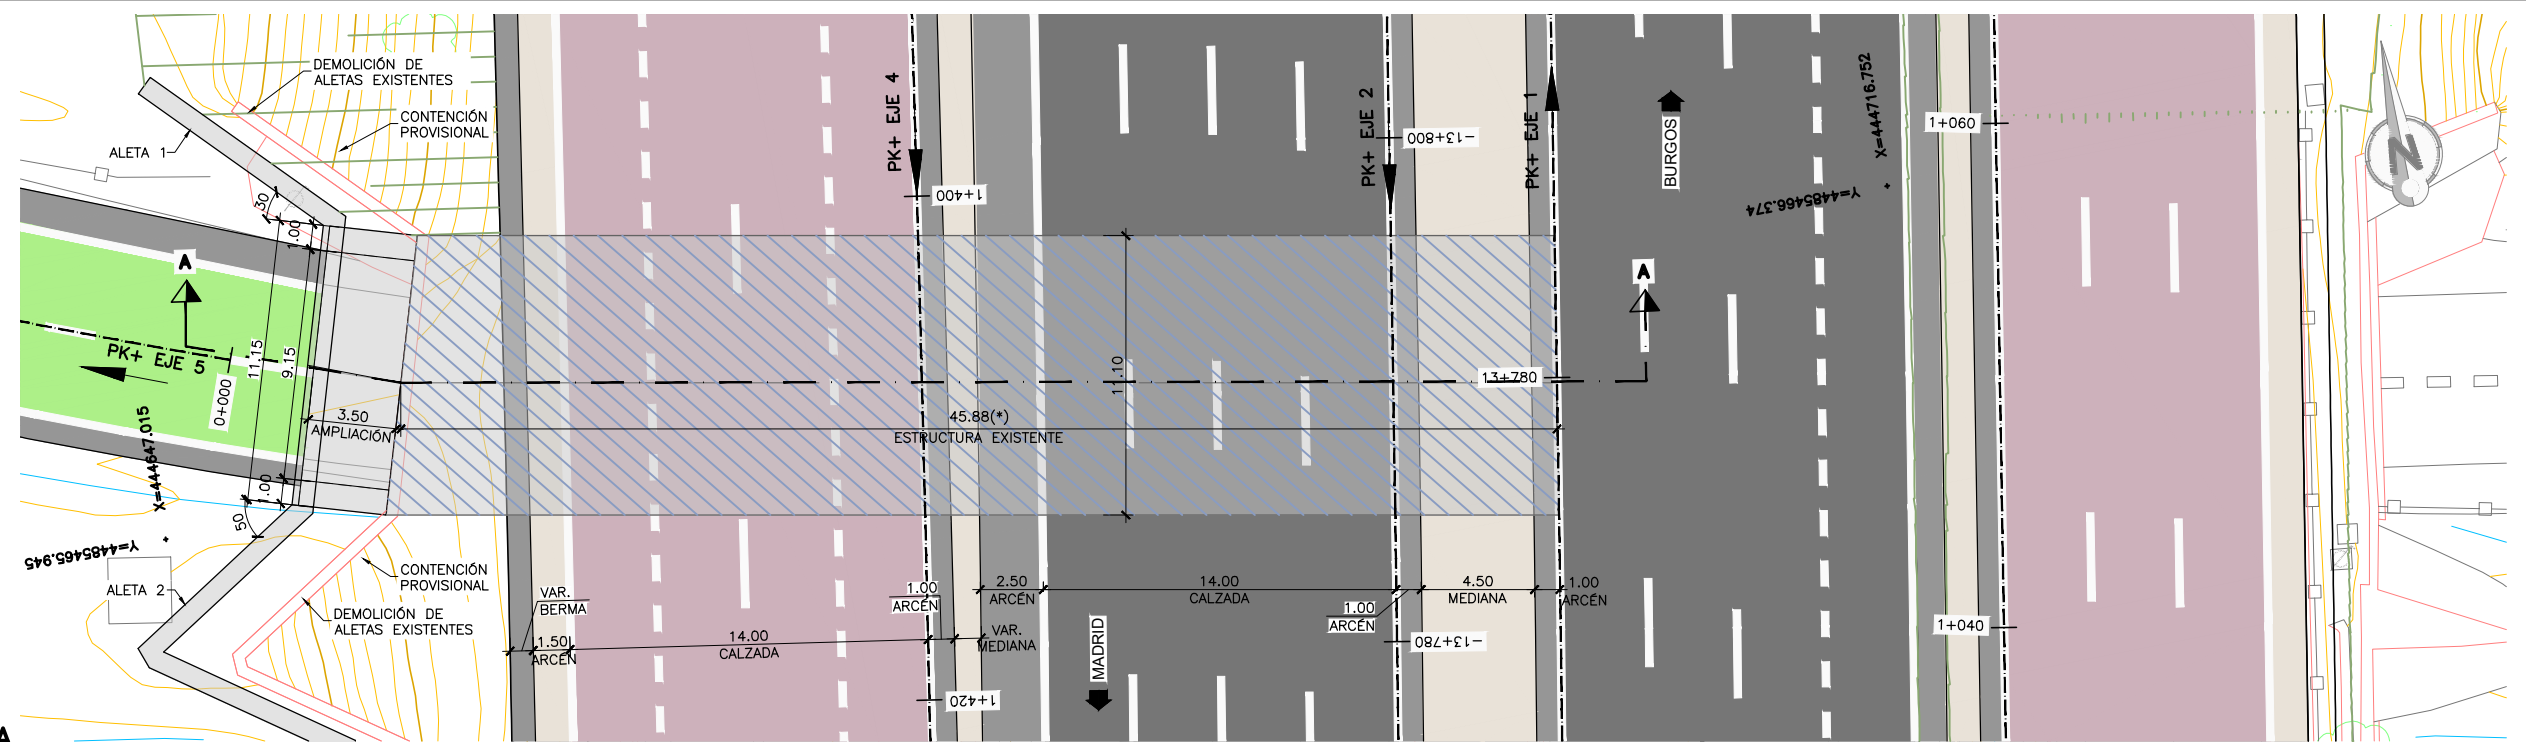 DEMOLICIÓN DE
ALETAS EXISTENTES
CONTENCIÓN
PROVISIONAL
ALETA 1
30
1.00
A
PK+ EJE 5
0+000
11.15
9.15
3.50
AMPLIACIÓN
X=444647.015
Y=4485465.945
1.00
50
ALETA 2
CONTENCIÓN
PROVISIONAL
DEMOLICIÓN DE
ALETAS EXISTENTES
VAR.
BERMA
1.50
ARCÉN
14.00
CALZADA
1.00
ARCÉN
VAR.
MEDIANA
PK+ EJE 4
1+400
1+420
2.50
ARCÉN
14.00
CALZADA
1.00
ARCÉN
4.50
MEDIANA
1.00
ARCÉN
MADRID
11.10
45.88(*)
ESTRUCTURA EXISTENTE
PK+ EJE 2
-13+800
-13+780
PK+ EJE 1
13+780
BURGOS
A
X=444716.752
Y=4485466.374
1+060
1+040
N
A